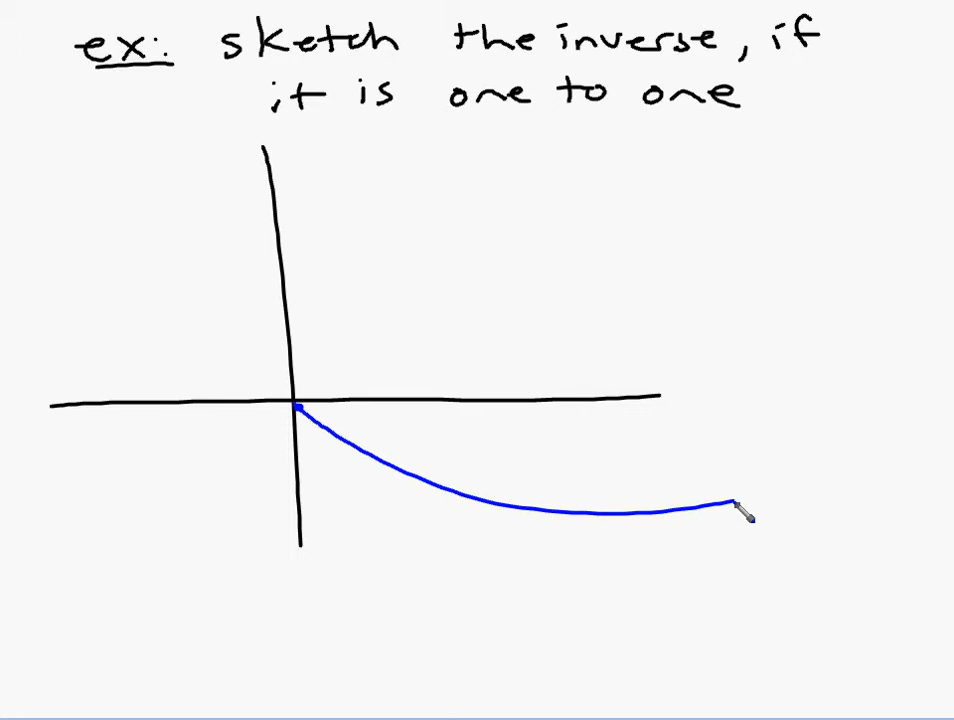 ex: sketch the inverse, if
it is one to one